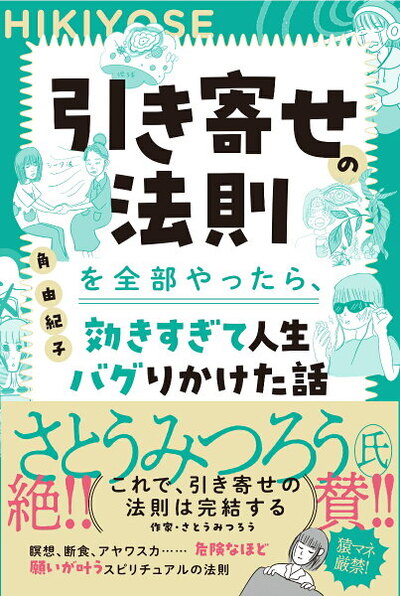 HIKIYOSE
引き寄せの
法則
を全部やったら、
効きすぎて人生
バグりかけた話
角由紀子
さとうみつろう氏
絶賛!!!!
これで、引き寄せの
法則は完結する
作家・さとうみつろう
瞑想、断食、アヤワスカ…… 危険なほど
願いが叶うスピリチュアルの法則
猿マネ
厳禁!